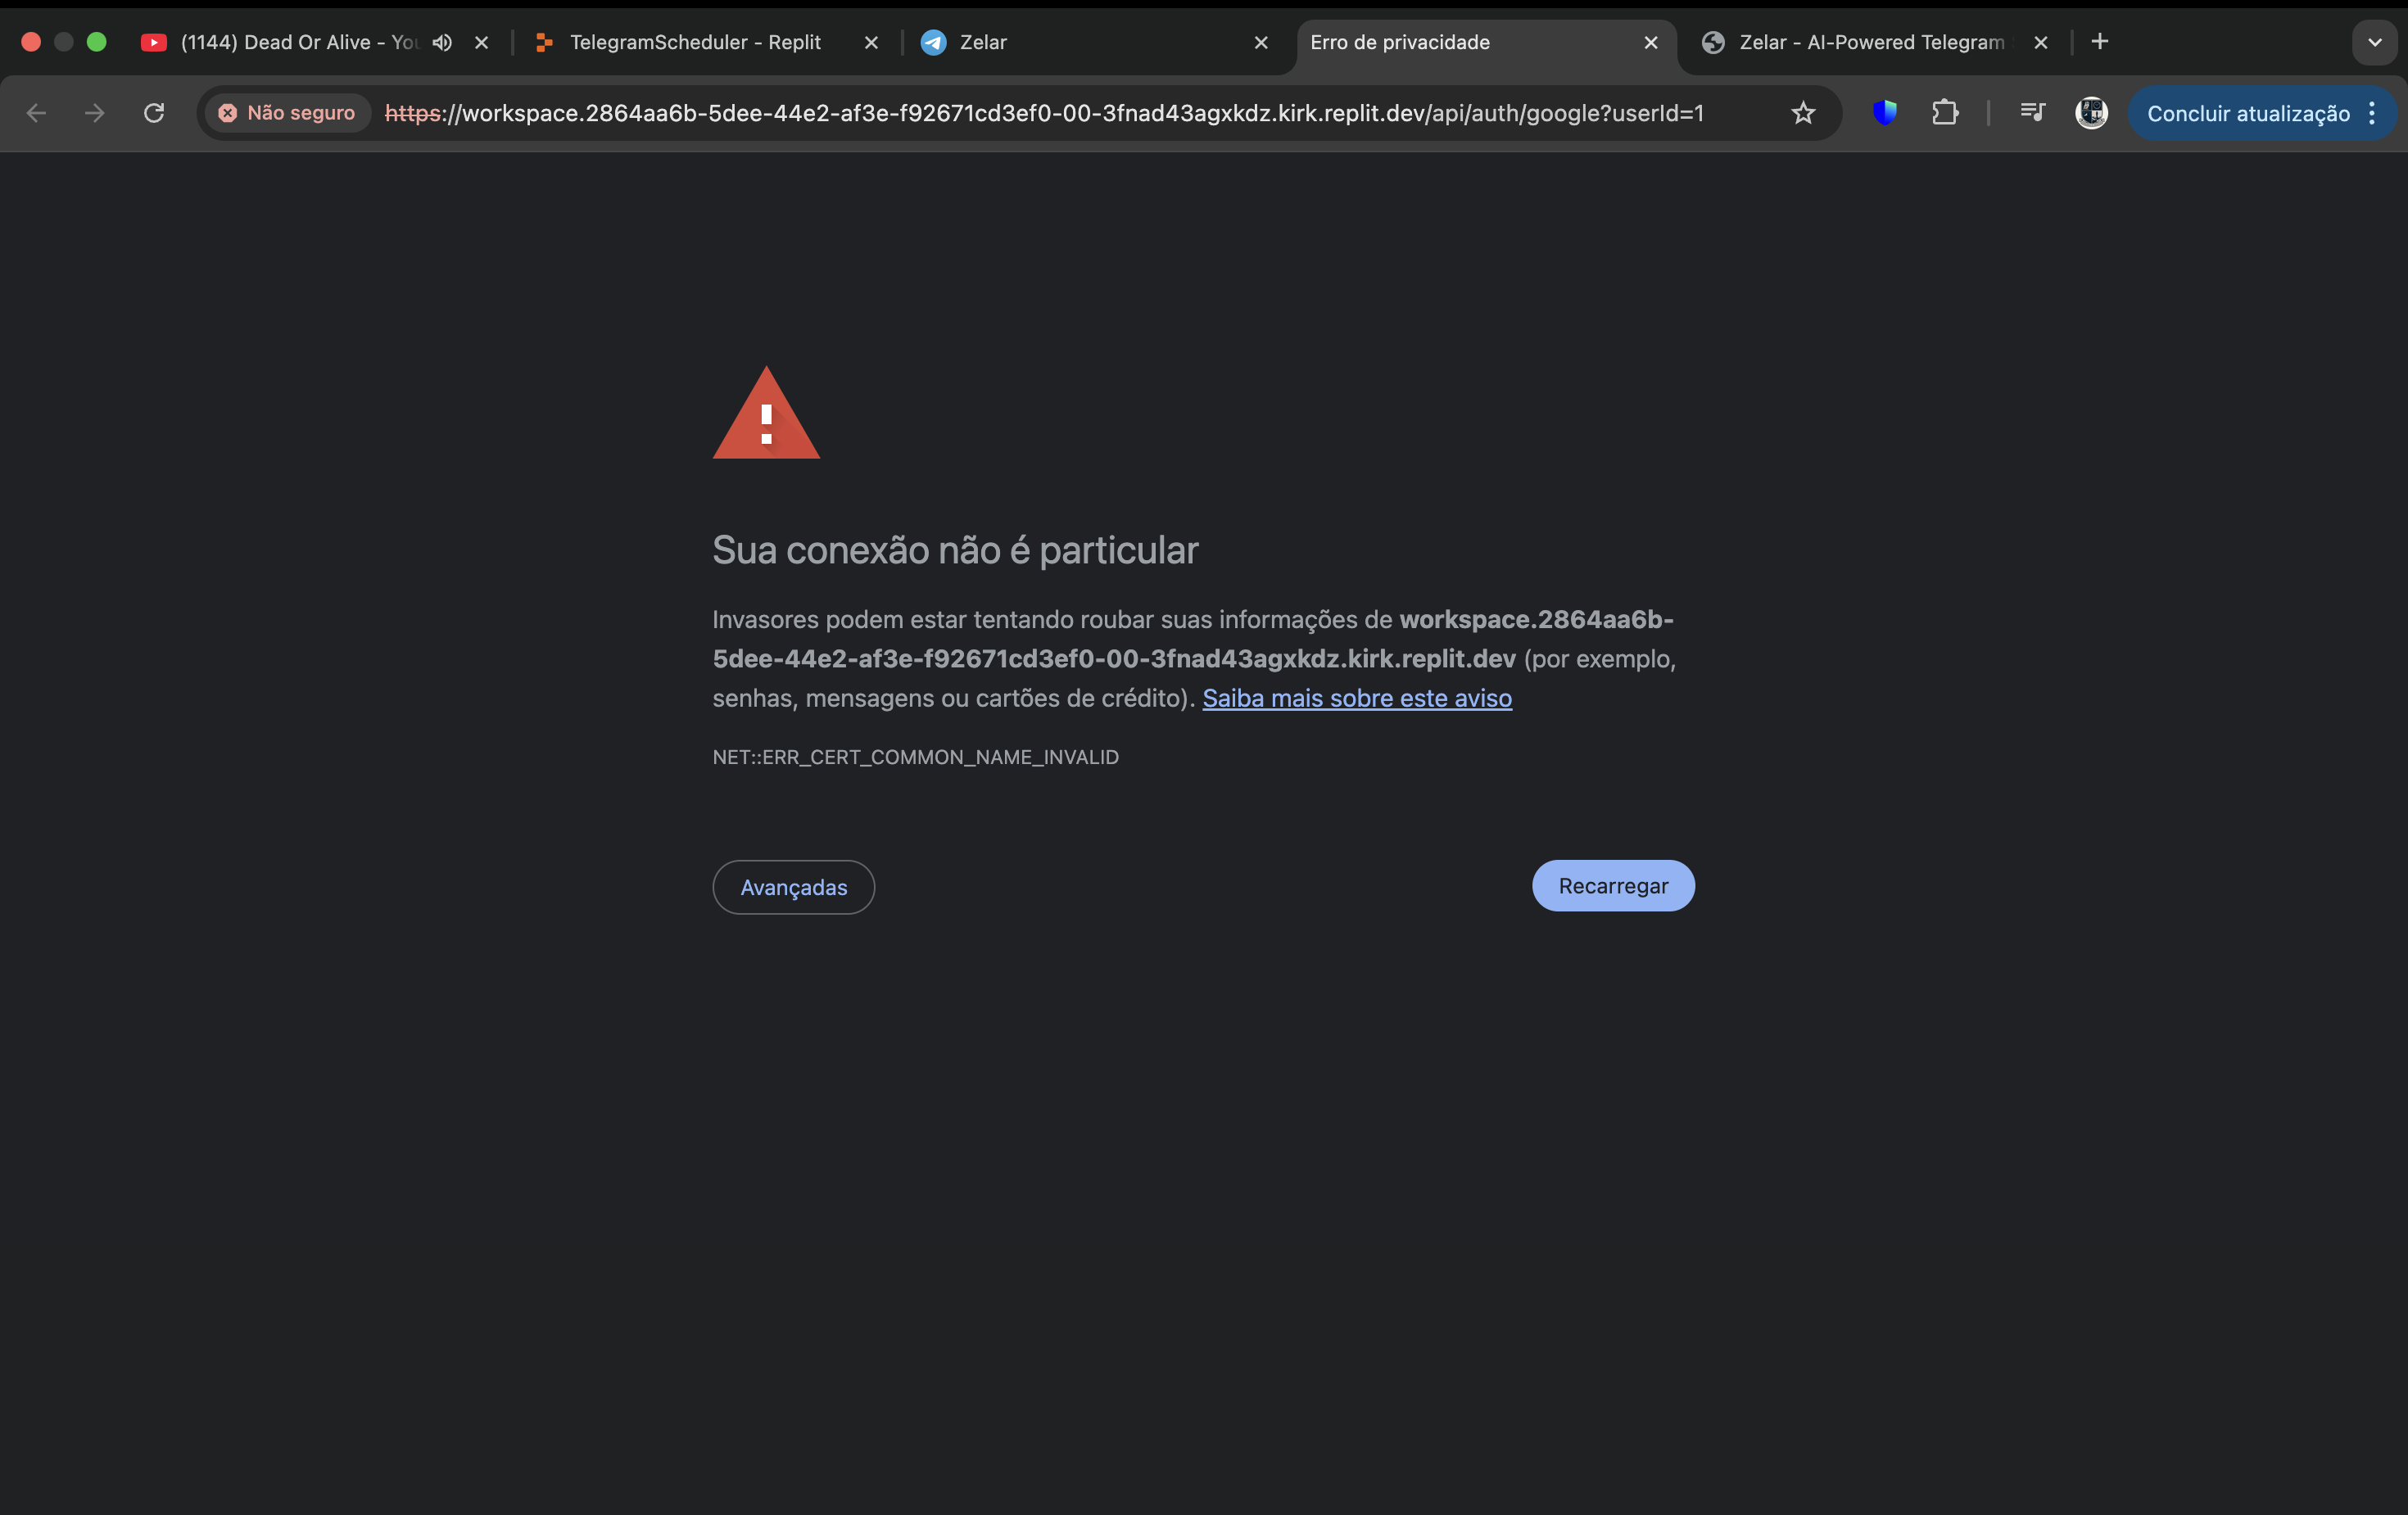 (1144) Dead Or Alive - You
TelegramScheduler - Replit
Zelar
Erro de privacidade
Zelar - AI-Powered Telegram
Não seguro
https://workspace.2864aa6b-5dee-44e2-af3e-f92671cd3ef0-00-3fnad43agxkdz.kirk.replit.dev/api/auth/google?userId=1
Concluir atualização
Sua conexão não é particular
Invasores podem estar tentando roubar suas informações de workspace.2864aa6b-
5dee-44e2-af3e-f92671cd3ef0-00-3fnad43agxkdz.kirk.replit.dev (por exemplo,
senhas, mensagens ou cartões de crédito). Saiba mais sobre este aviso
NET::ERR_CERT_COMMON_NAME_INVALID
Avançadas
Recarregar